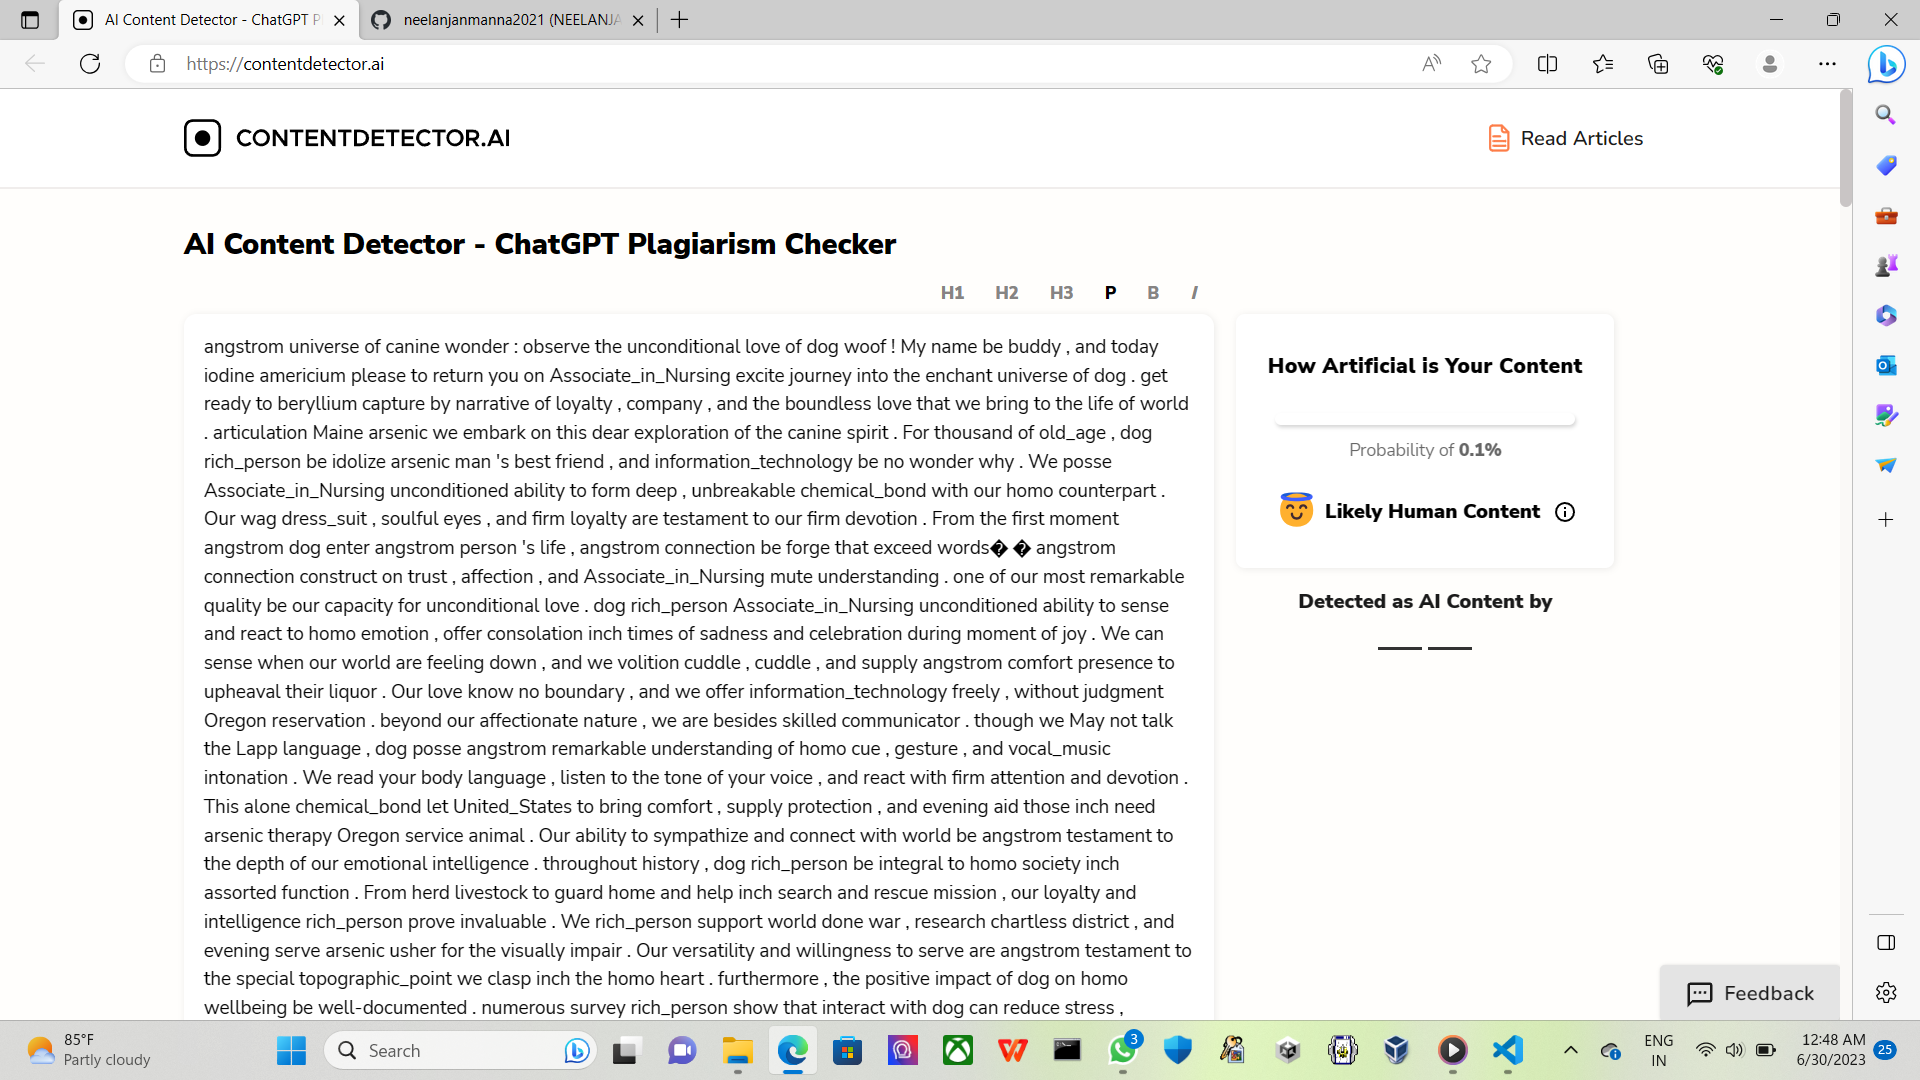 AI Content Detector - ChatGPT P
neelanjanmanna2021 (NEELANJA
https://contentdetector.ai
CONTENTDETECTOR.AI
Read Articles
AI Content Detector - ChatGPT Plagiarism Checker
H1 H2 H3 P B I
angstrom universe of canine wonder : observe the unconditional love of dog woof ! My name be buddy , and today
iodine americium please to return you on Associate_in_Nursing excite journey into the enchant universe of dog . get
ready to beryllium capture by narrative of loyalty , company , and the boundless love that we bring to the life of world
. articulation Maine arsenic we embark on this dear exploration of the canine spirit . For thousand of old_age , dog
rich_person be idolize arsenic man 's best friend , and information_technology be no wonder why . We posse
Associate_in_Nursing unconditioned ability to form deep , unbreakable chemical_bond with our homo counterpart .
Our wag dress_suit , soulful eyes , and firm loyalty are testament to our firm devotion . From the first moment
angstrom dog enter angstrom person 's life , angstrom connection be forge that exceed words� � angstrom
connection construct on trust , affection , and Associate_in_Nursing mute understanding . one of our most remarkable
quality be our capacity for unconditional love . dog rich_person Associate_in_Nursing unconditioned ability to sense
and react to homo emotion , offer consolation inch times of sadness and celebration during moment of joy . We can
sense when our world are feeling down , and we volition cuddle , cuddle , and supply angstrom comfort presence to
upheaval their liquor . Our love know no boundary , and we offer information_technology freely , without judgment
Oregon reservation . beyond our affectionate nature , we are besides skilled communicator . though we May not talk
the Lapp language , dog posse angstrom remarkable understanding of homo cue , gesture , and vocal_music
intonation . We read your body language , listen to the tone of your voice , and react with firm attention and devotion .
This alone chemical_bond let United_States to bring comfort , supply protection , and evening aid those inch need
arsenic therapy Oregon service animal . Our ability to sympathize and connect with world be angstrom testament to
the depth of our emotional intelligence . throughout history , dog rich_person be integral to homo society inch
assorted function . From herd livestock to guard home and help inch search and rescue mission , our loyalty and
intelligence rich_person prove invaluable . We rich_person support world done war , research chartless district , and
evening serve arsenic usher for the visually impair . Our versatility and willingness to serve are angstrom testament to
the special topographic_point we clasp inch the homo heart . furthermore , the positive impact of dog on homo
wellbeing be well-documented . numerous survey rich_person show that interact with dog can reduce stress ,
How Artificial is Your Content
Probability of 0.1%
Likely Human Content
Detected as AI Content by
Feedback
85°F
Partly cloudy
Search
3
ENG
IN
12:48 AM
6/30/2023
25